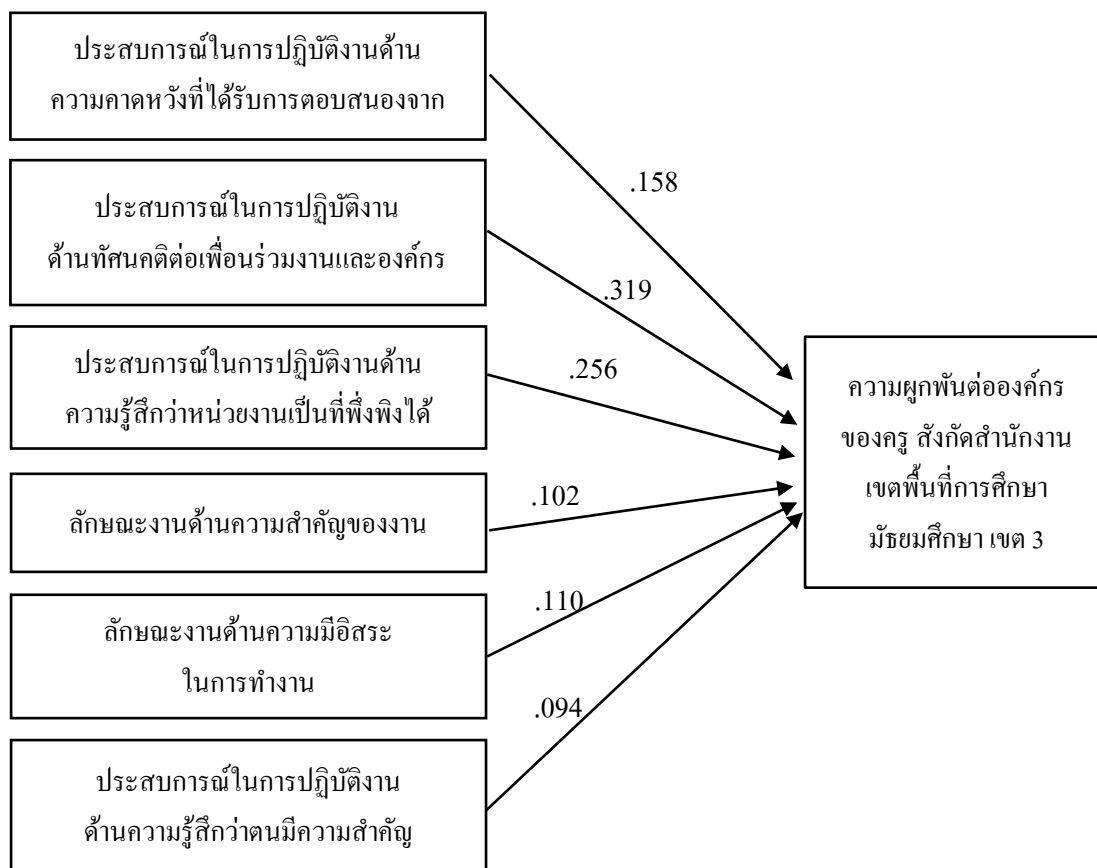 ประสบการณ์ในการปฏิบัติงานด้าน
ความคาดหวังที่ได้รับการตอบสนองจาก
ประสบการณ์ในการปฏิบัติงาน
ด้านทัศนคติต่อเพื่อนร่วมงานและองค์กร
ประสบการณ์ในการปฏิบัติงานด้าน
ความรู้สึกว่าหน่วยงานเป็นที่พึ่งพิงได้
ลักษณะงานด้านความสำคัญของงาน
ลักษณะงานด้านความมีอิสระ
ในการทำงาน
ประสบการณ์ในการปฏิบัติงาน
ด้านความรู้สึกว่าตนมีความสำคัญ
.158
.319
.256
.102
.110
.094
ความผูกพันต่อองค์กร
ของครู สังกัดสำนักงาน
เขตพื้นที่การศึกษา
มัธยมศึกษา เขต 3